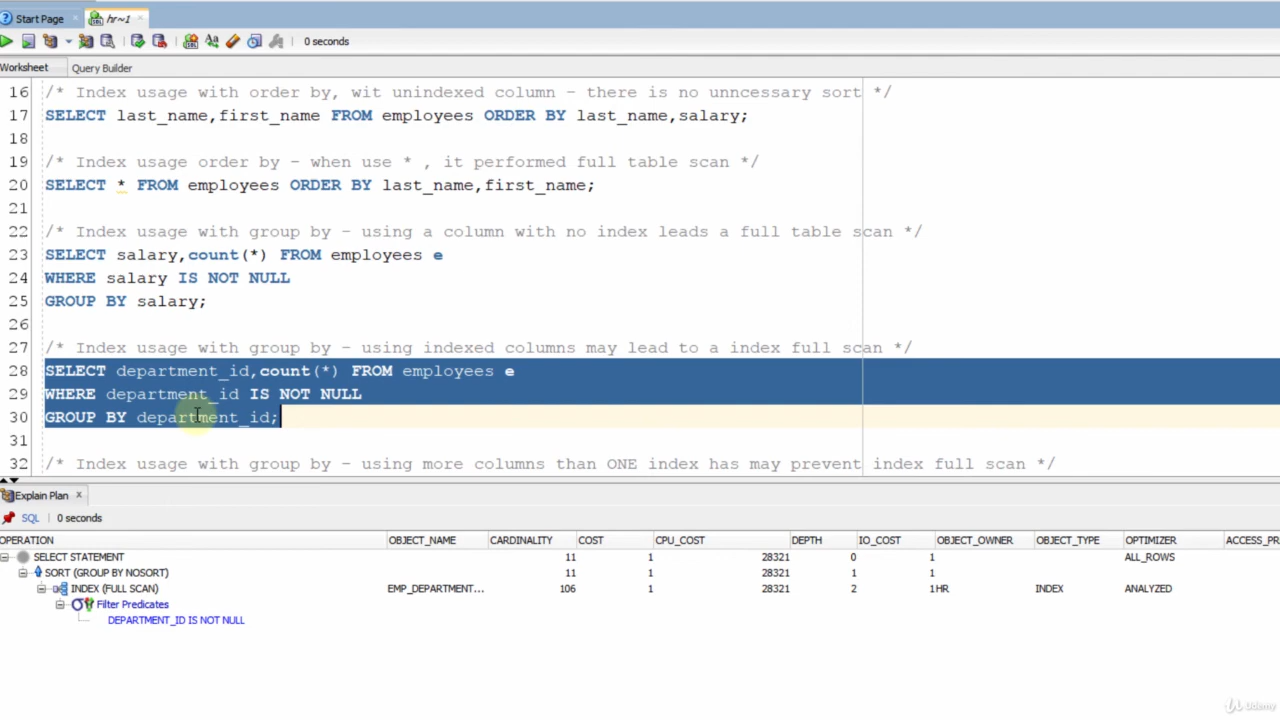 Start Page hr~1
0 seconds
Worksheet Query Builder
16 /* Index usage with order by, wit unindexed column - there is no unncessary sort */
17 SELECT last_name,first_name FROM employees ORDER BY last_name,salary;
18
19 /* Index usage order by - when use * , it performed full table scan */
20 SELECT * FROM employees ORDER BY last_name,first_name;
21
22 /* Index usage with group by - using a column with no index leads a full table scan */
23 SELECT salary,count(*) FROM employees e
24 WHERE salary IS NOT NULL
25 GROUP BY salary;
26
27 /* Index usage with group by - using indexed columns may lead to a index full scan */
28 SELECT department_id,count(*) FROM employees e
29 WHERE department_id IS NOT NULL
30 GROUP BY department_id;
31
32 /* Index usage with group by - using more columns than ONE index has may prevent index full scan */
Explain Plan
SQL 0 seconds
OPERATION OBJECT_NAME CARDINALITY COST CPU_COST DEPTH IO_COST OBJECT_OWNER OBJECT_TYPE OPTIMIZER ACCESS_PR
SELECT STATEMENT 11 1 28321 0 1 ALL_ROWS
SORT (GROUP BY NOSORT) 11 1 28321 1 1
INDEX (FULL SCAN) EMP_DEPARTMENT... 106 1 28321 2 1 HR INDEX ANALYZED
Filter Predicates
DEPARTMENT_ID IS NOT NULL
Udemy